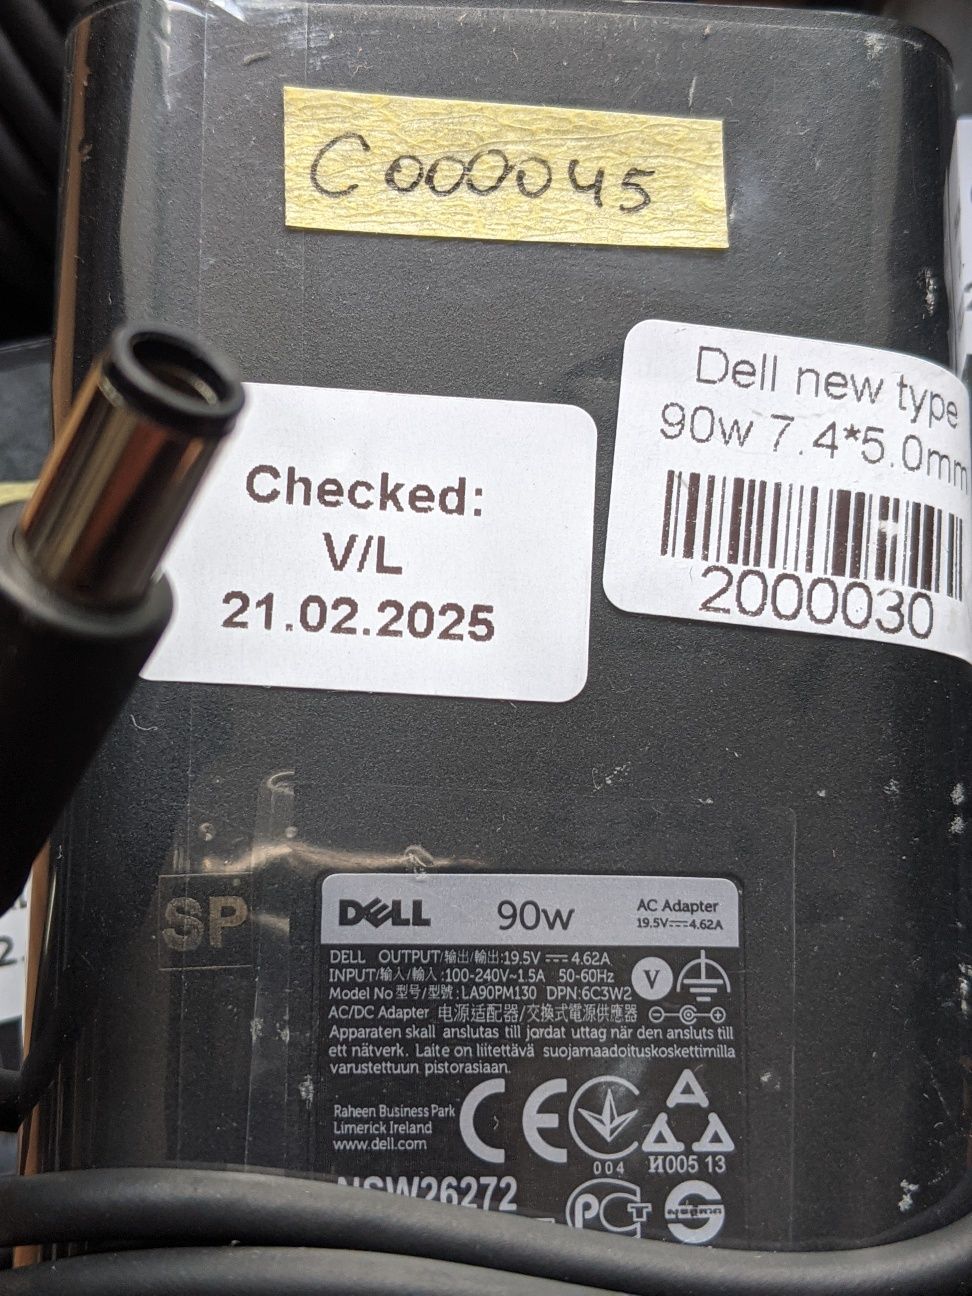 C000045
Dell new type
90w 7.4*5.0mm
2000030
Checked:
V/L
21.02.2025
SP
DELL 90W AC Adapter
19.5V⎓4.62A
DELL OUTPUT/输出/輸出:19.5V ⎓ 4.62A
INPUT/输入/輸入:100-240V~1.5A 50-60Hz
V
Model No 型号/型號:LA90PM130 DPN:6C3W2
AC/DC Adapter 电源适配器/交換式電源供應器
Apparaten skall anslutas till jordat uttag när den ansluts till
ett nätverk. Laite on liitettävä suojamaadoituskoskettimilla
varustettuun pistorasiaan.
Raheen Business Park
Limerick Ireland
www.dell.com
CE
004
И005 13
NSW26272
PCT